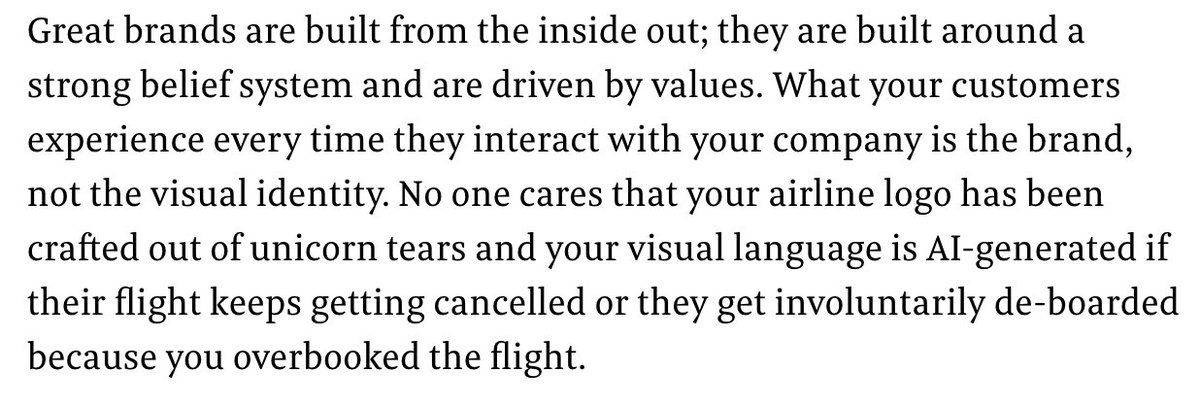 Great brands are built from the inside out; they are built around a
strong belief system and are driven by values. What your customers
experience every time they interact with your company is the brand,
not the visual identity. No one cares that your airline logo has been
crafted out of unicorn tears and your visual language is AI-generated if
their flight keeps getting cancelled or they get involuntarily de-boarded
because you overbooked the flight.